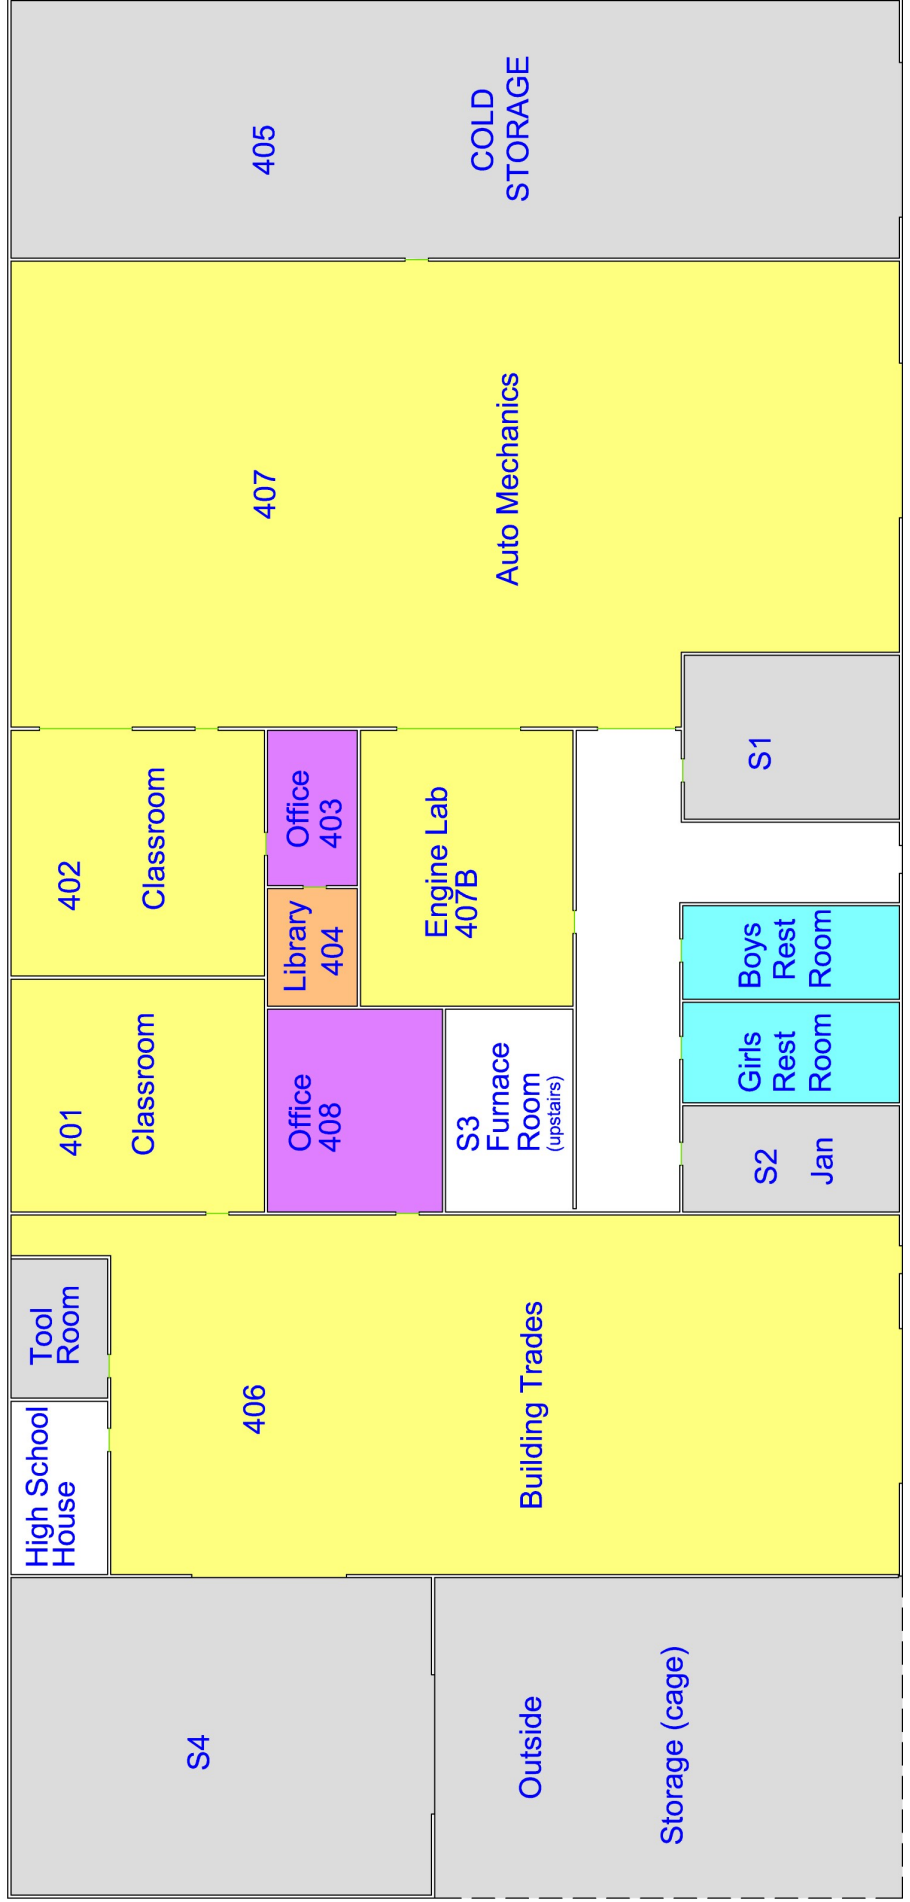 405
COLD
STORAGE
407
Auto Mechanics
402
Classroom
Office
403
Library
404
Engine Lab
407B
S1
401
Classroom
Office
408
S3
Furnace
Room
(upstairs)
Boys
Rest
Room
Girls
Rest
Room
S2
Jan
Tool
Room
High School
House
406
Building Trades
S4
Outside
Storage (cage)